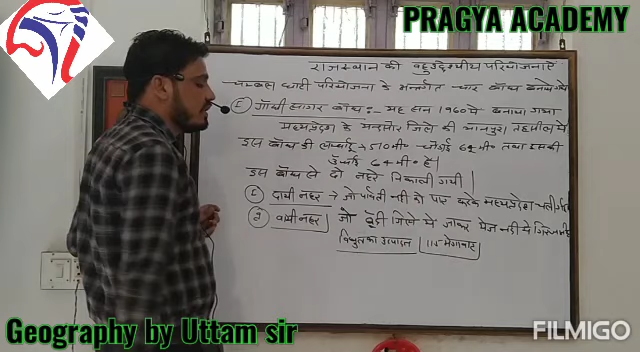 PRAGYA ACADEMY
राजस्थान की बहुउद्देश्यीय परियोजनाएँ
चम्बल घाटी परियोजना के अन्तर्गत चार बाँध बनाये गये
गाँधी सागर बाँध :- यह सन 1960 में बनाया गया
मध्यप्रदेश के मन्दसौर जिले की भानपुरा तहसील में
इस बाँध की लम्बाई → 510 मी० चौड़ाई 64 मी० तथा इसकी
ऊँचाई 64 मी० है।
इस बाँध से दो नहरे निकाली गयी।
दायी नहर → जो पार्वती नदी को पार करके मध्यप्रदेश चली
2 बायी नहर जो बूँदी जिले में जाकर मेज नदी में
विधुत का उत्पादन 115 मेगावाट
Geography by Uttam sir
FILMIGO